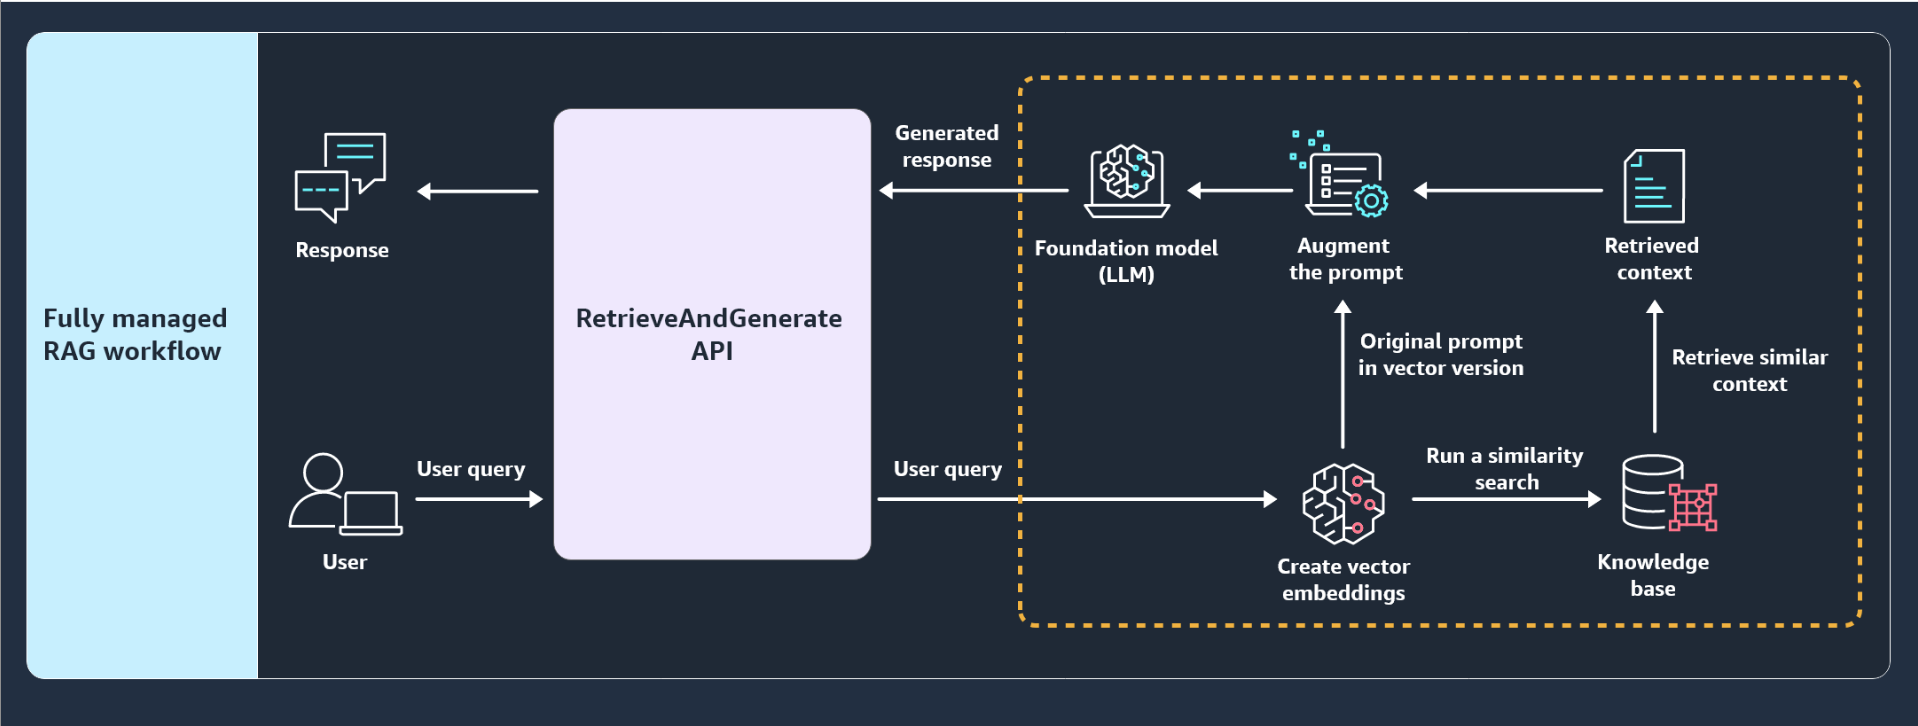 Fully managed
RAG workflow
Response
User
User query
RetrieveAndGenerate
API
Generated
response
User query
Foundation model
(LLM)
Augment
the prompt
Retrieved
context
Original prompt
in vector version
Retrieve similar
context
Run a similarity
search
Create vector
embeddings
Knowledge
base